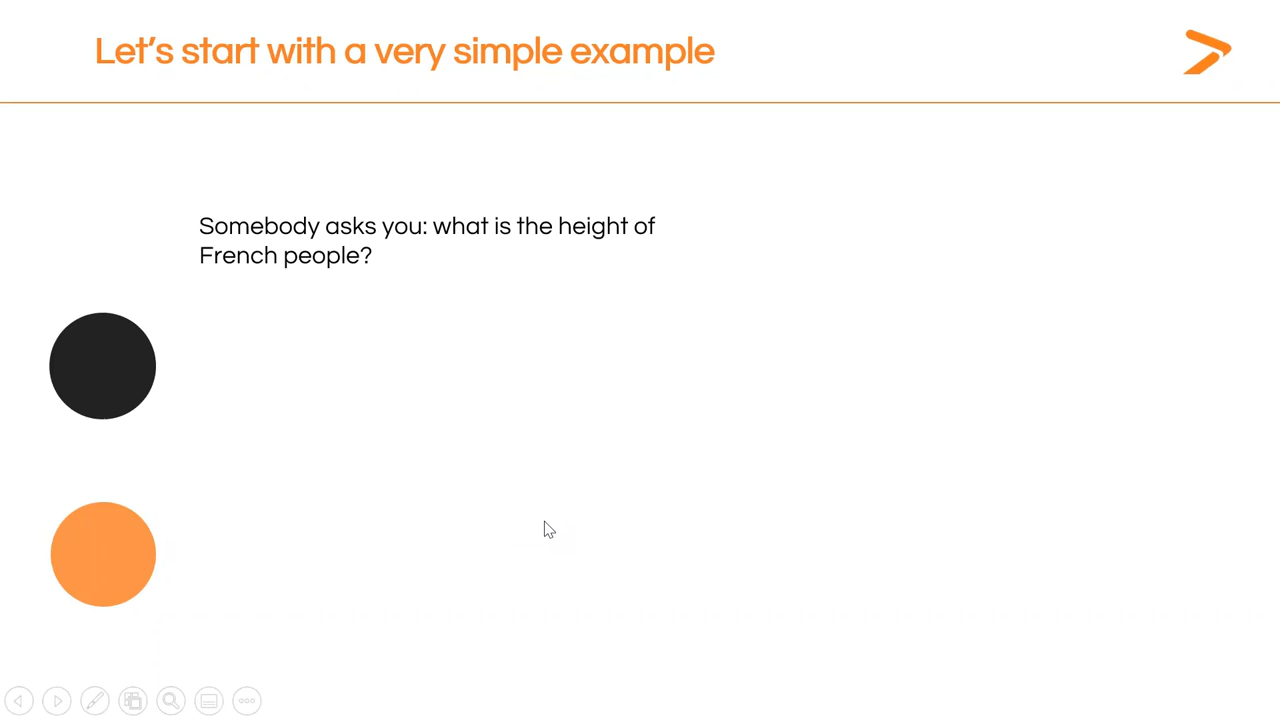 Let’s start with a very simple example
Somebody asks you: what is the height of
French people?